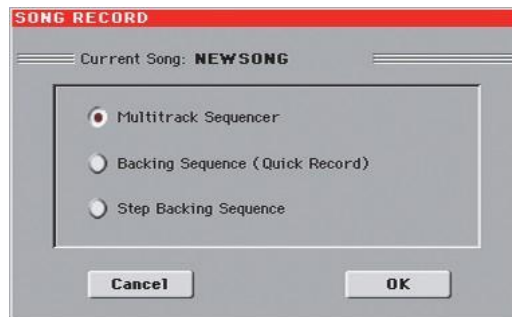 SONG RECORD
Current Song: NEWSONG
Multitrack Sequencer
Backing Sequence (Quick Record)
Step Backing Sequence
Cancel OK